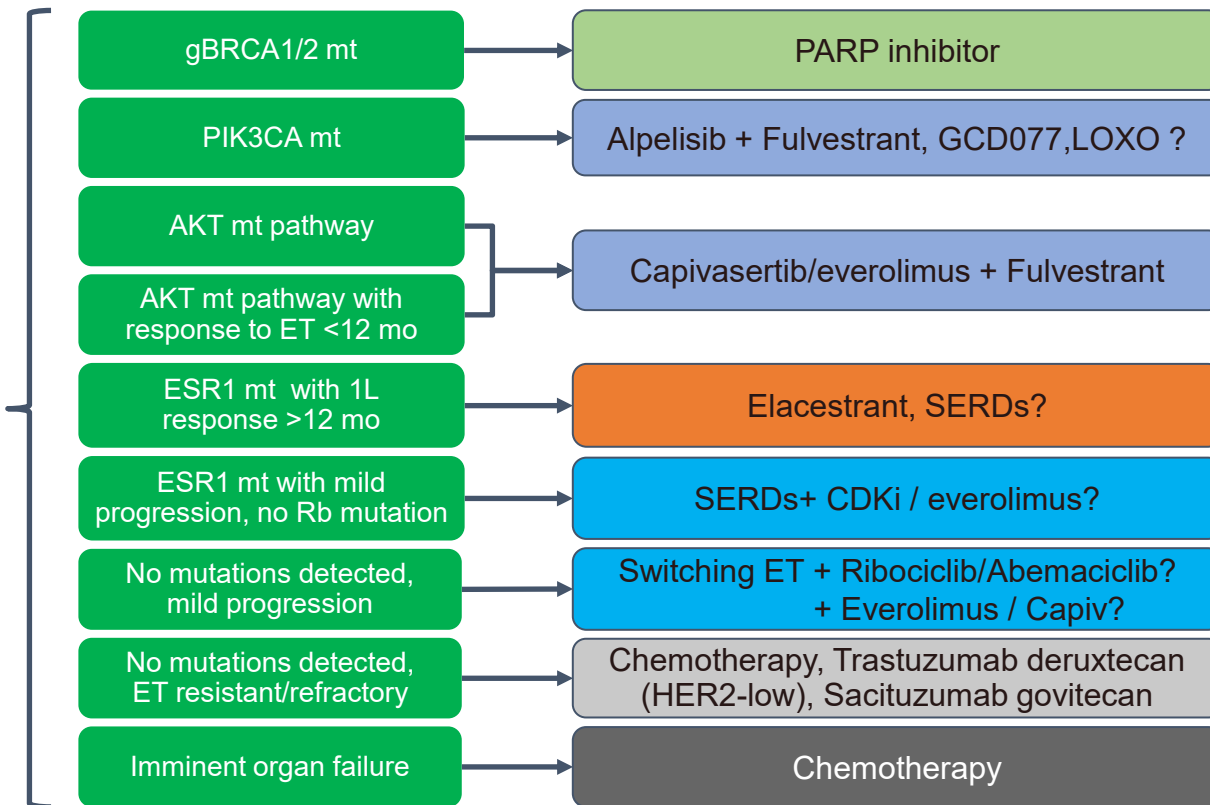 gBRCA1/2 mt
PARP inhibitor
PIK3CA mt
Alpelisib + Fulvestrant, GCD077,LOXO ?
AKT mt pathway
AKT mt pathway with
response to ET <12 mo
Capivasertib/everolimus + Fulvestrant
ESR1 mt with 1L
response >12 mo
Elacestrant, SERDs?
ESR1 mt with mild
progression, no Rb mutation
SERDs+ CDKi / everolimus?
No mutations detected,
mild progression
Switching ET + Ribociclib/Abemaciclib?
+ Everolimus / Capiv?
No mutations detected,
ET resistant/refractory
Chemotherapy, Trastuzumab deruxtecan
(HER2-low), Sacituzumab govitecan
Imminent organ failure
Chemotherapy